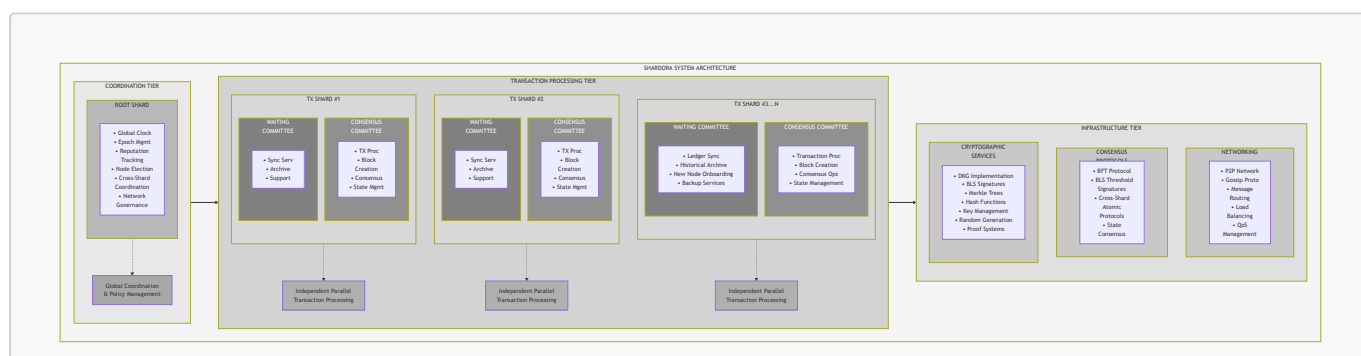 SHARDORA SYSTEM ARCHITECTURE
COORDINATION TIER
ROOT SHARD
• Global Clock
• Epoch Mgmt
• Reputation
Tracking
• Node Election
• Cross-Shard
Coordination
• Network
Governance
Global Coordination
& Policy Management
TRANSACTION PROCESSING TIER
TX SHARD #1
WAITING
COMMITTEE
• Sync Serv
• Archive
• Support
CONSENSUS
COMMITTEE
• TX Proc
• Block
Creation
• Consensus
• State Mgmt
Independent Parallel
Transaction Processing
TX SHARD #2
WAITING
COMMITTEE
• Sync Serv
• Archive
• Support
CONSENSUS
COMMITTEE
• TX Proc
• Block
Creation
• Consensus
• State Mgmt
Independent Parallel
Transaction Processing
TX SHARD #3...N
WAITING COMMITTEE
• Ledger Sync
• Historical Archive
• New Node Onboarding
• Backup Services
CONSENSUS COMMITTEE
• Transaction Proc
• Block Creation
• Consensus Ops
• State Management
Independent Parallel
Transaction Processing
INFRASTRUCTURE TIER
CRYPTOGRAPHIC
SERVICES
• DKG Implementation
• BLS Signatures
• Merkle Trees
• Hash Functions
• Key Management
• Random Generation
• Proof Systems
CONSENSUS
PROTOCOLS
• BFT Protocol
• BLS Threshold
Signatures
• Cross-Shard
Atomic
Protocols
• State
Consensus
NETWORKING
• P2P Network
• Gossip Proto
• Message
Routing
• Load
Balancing
• QoS
Management